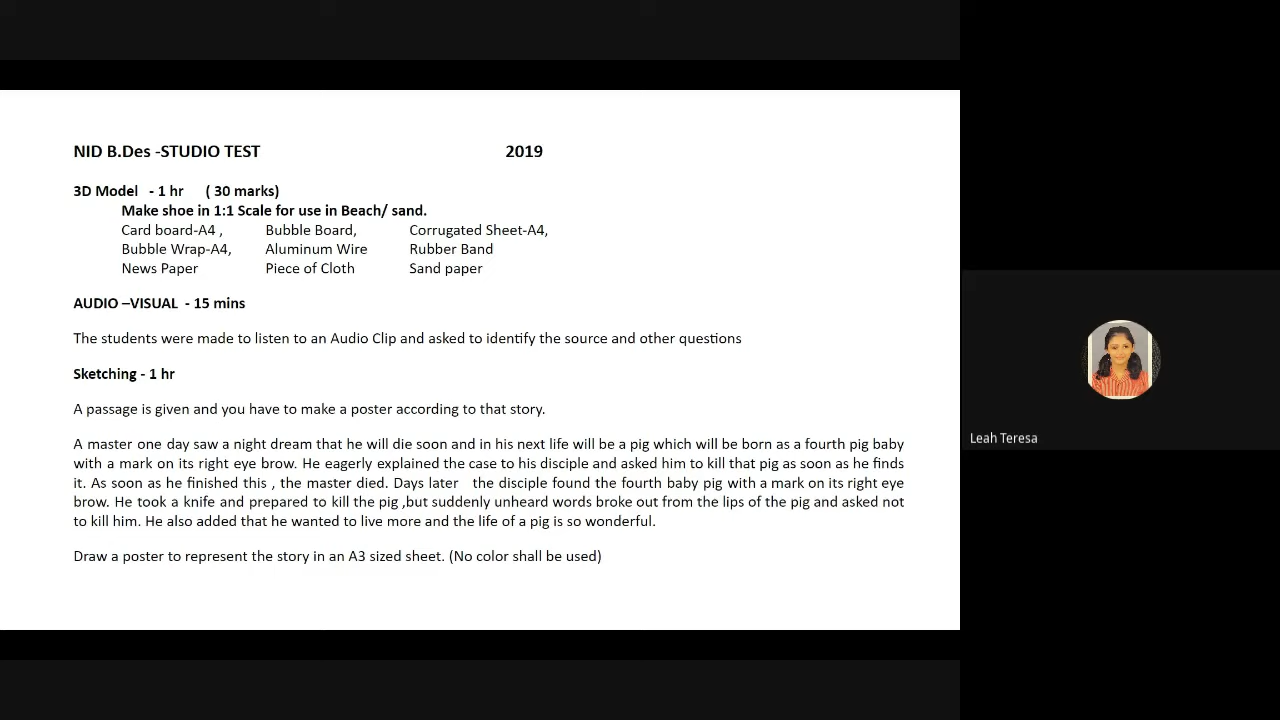 NID B.Des -STUDIO TEST 2019
3D Model - 1 hr ( 30 marks)
Make shoe in 1:1 Scale for use in Beach/ sand.
Card board-A4 , Bubble Board, Corrugated Sheet-A4,
Bubble Wrap-A4, Aluminum Wire Rubber Band
News Paper Piece of Cloth Sand paper
AUDIO –VISUAL - 15 mins
The students were made to listen to an Audio Clip and asked to identify the source and other questions
Sketching - 1 hr
A passage is given and you have to make a poster according to that story.
A master one day saw a night dream that he will die soon and in his next life will be a pig which will be born as a fourth pig baby
with a mark on its right eye brow. He eagerly explained the case to his disciple and asked him to kill that pig as soon as he finds
it. As soon as he finished this , the master died. Days later the disciple found the fourth baby pig with a mark on its right eye
brow. He took a knife and prepared to kill the pig ,but suddenly unheard words broke out from the lips of the pig and asked not
to kill him. He also added that he wanted to live more and the life of a pig is so wonderful.
Draw a poster to represent the story in an A3 sized sheet. (No color shall be used)
Leah Teresa